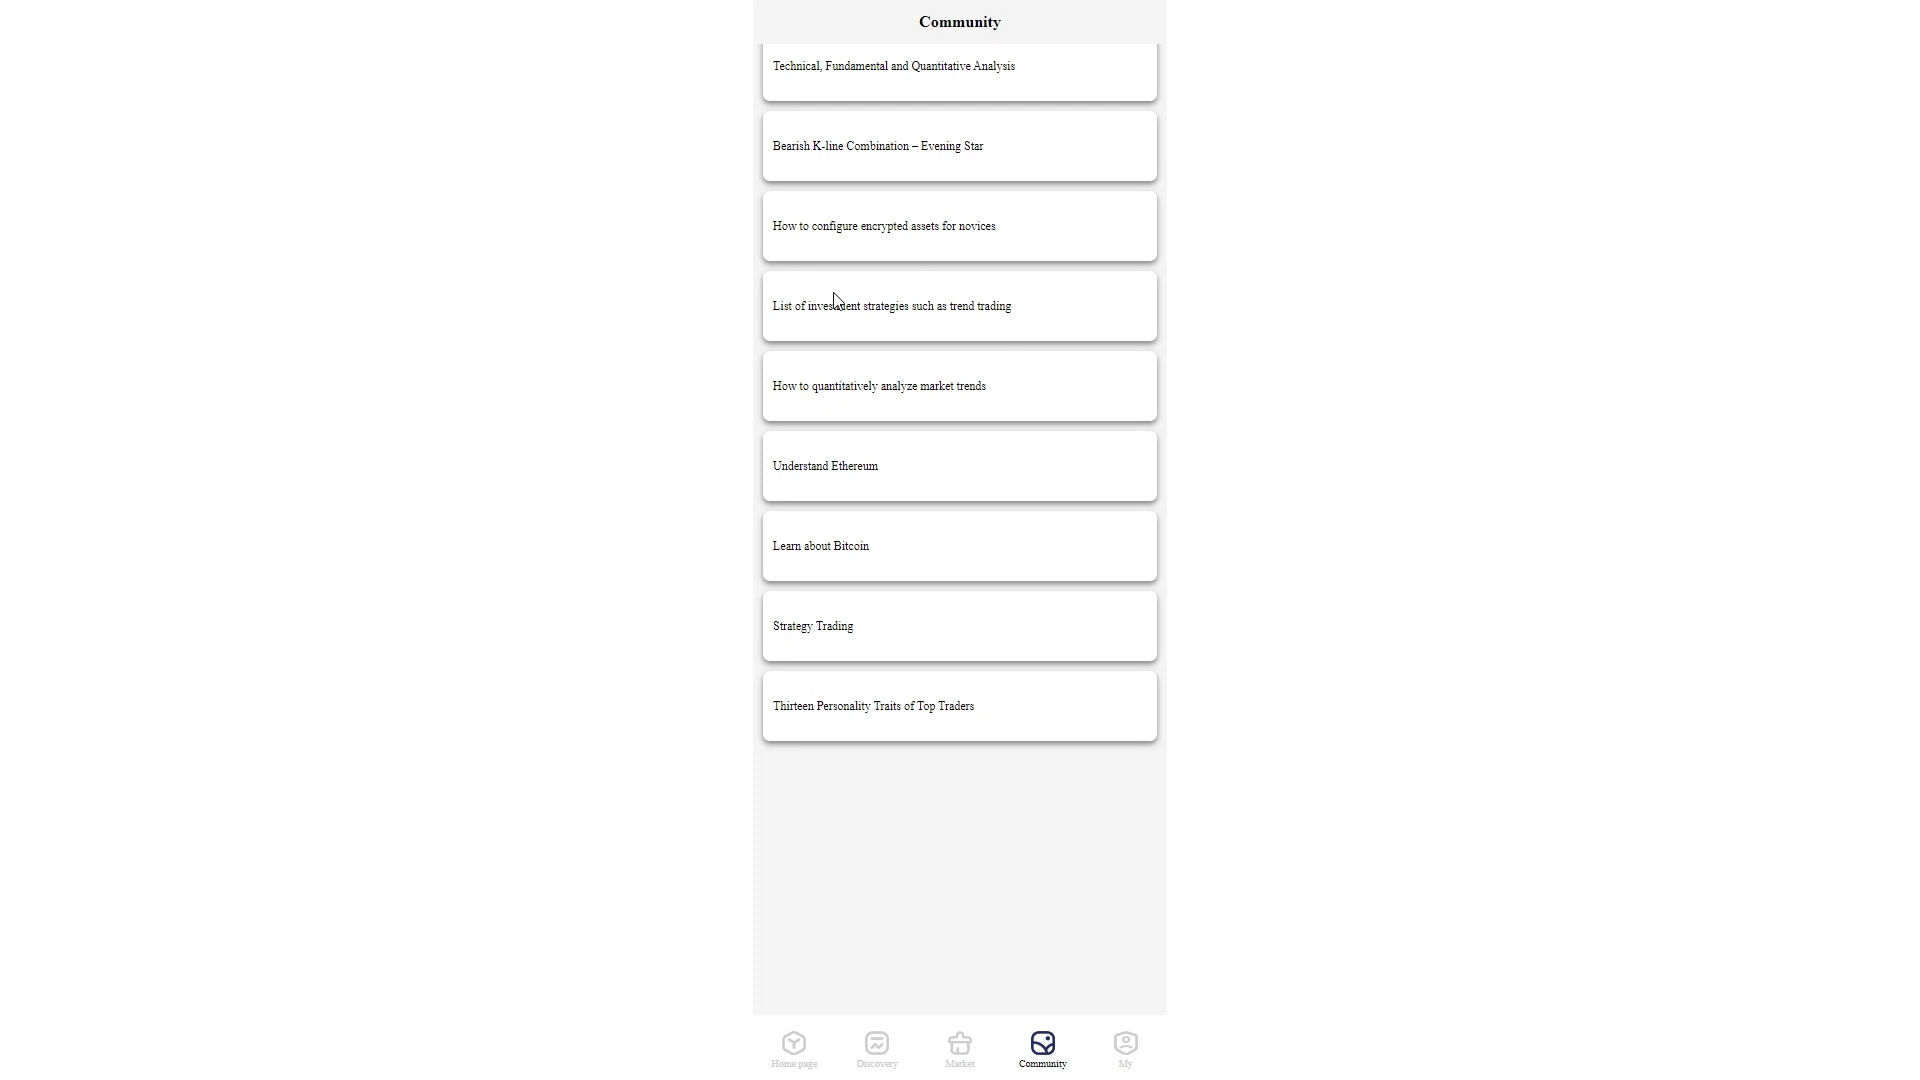 Community
Technical, Fundamental and Quantitative Analysis
Bearish K-line Combination – Evening Star
How to configure encrypted assets for novices
List of investment strategies such as trend trading
How to quantitatively analyze market trends
Understand Ethereum
Learn about Bitcoin
Strategy Trading
Thirteen Personality Traits of Top Traders
Home page
Discovery
Market
Community
My